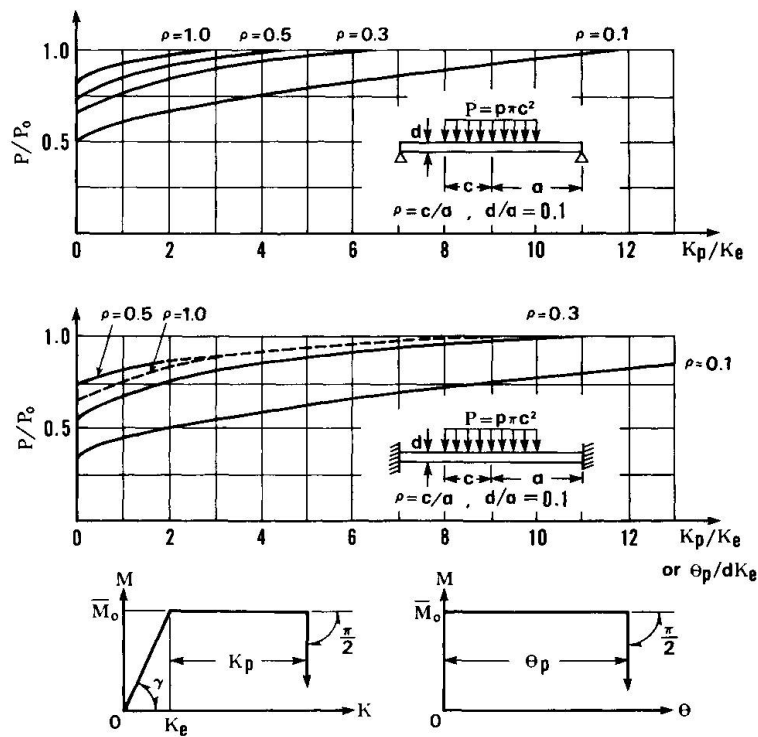 ρ=1.0 ρ=0.5 ρ=0.3 ρ=0.1
1.0
0.5
P/P₀
P=pπc²
d
c a
ρ=c/a , d/a=0.1
0 2 4 6 8 10 12 Kp/Ke
ρ=0.5 ρ=1.0 ρ=0.3
1.0
ρ=0.1
0.5
P/P₀
P=pπc²
d
c a
ρ=c/a , d/a=0.1
0 2 4 6 8 10 12 Kp/Ke
or Θp/dKe
M M
M̅₀ M̅₀
π/2 π/2
Kp Θp
γ
O Ke K O Θ